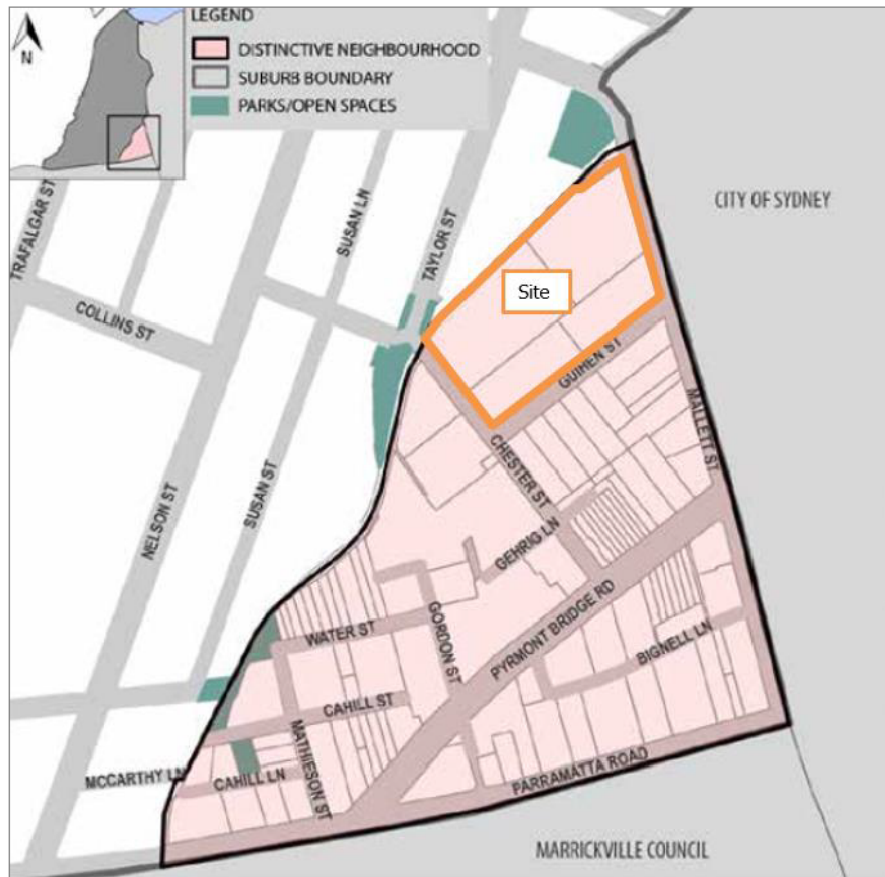 LEGEND
DISTINCTIVE NEIGHBOURHOOD
SUBURB BOUNDARY
PARKS/OPEN SPACES
N
CITY OF SYDNEY
TRAFALGAR ST
SUSAN LN
TAYLOR ST
COLLINS ST
Site
GUIHEN ST
MALLETT ST
CHESTER ST
NELSON ST
SUSAN ST
GEHRIG LN
WATER ST
GORDON ST
PYRMONT BRIDGE RD
BIGNELL LN
CAHILL ST
MATHIESON ST
MCCARTHY LN
CAHILL LN
PARRAMATTA ROAD
MARRICKVILLE COUNCIL